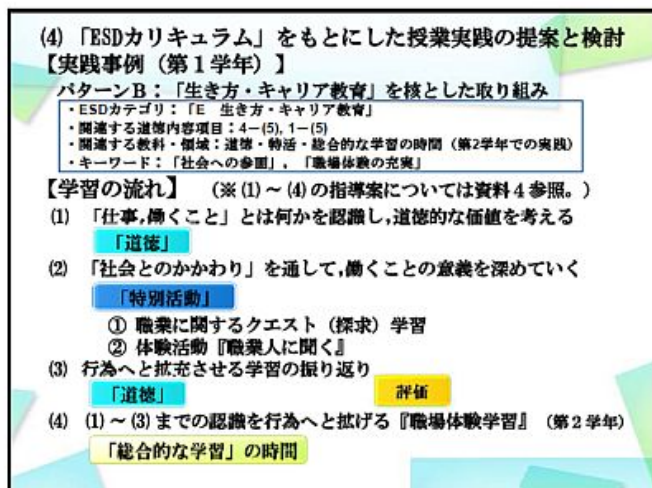 (4)「ESDカリキュラム」をもとにした授業実践の提案と検討
【実践事例（第１学年）】
パターンＢ：「生き方・キャリア教育」を核とした取り組み
・ESDカテゴリ：「E　生き方・キャリア教育」
・関連する道徳内容項目：4－(5), 1－(5)
・関連する教科・領域：道徳・特活・総合的な学習の時間（第2学年での実践）
・キーワード：「社会への参画」，「職場体験の充実」
【学習の流れ】　（※(1)～(4)の指導案については資料４参照。）
(1)　「仕事,働くこと」とは何かを認識し,道徳的な価値を考える
「道徳」
(2)　「社会とのかかわり」を通して,働くことの意義を深めていく
「特別活動」
① 職業に関するクエスト（探求）学習
② 体験活動『職業人に聞く』
(3)　行為へと拡充させる学習の振り返り
「道徳」　評価
(4)　(1)～(3)までの認識を行為へと拡げる『職場体験学習』（第２学年）
「総合的な学習」の時間